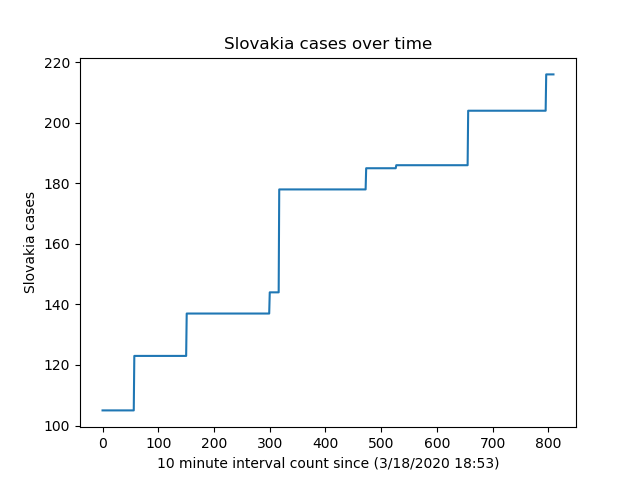 Slovakia cases over time
220
200
180
160
140
120
100
Slovakia cases
0 100 200 300 400 500 600 700 800
10 minute interval count since (3/18/2020 18:53)